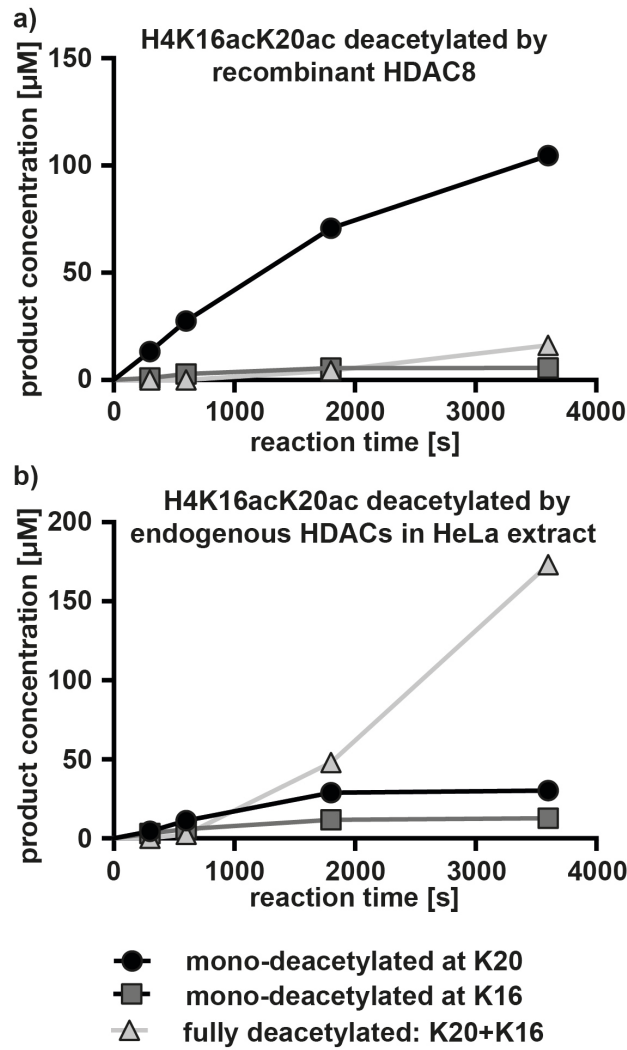 a)
H4K16acK20ac deacetylated by
recombinant HDAC8
product concentration [µM]
150
100
50
0
0 1000 2000 3000 4000
reaction time [s]
b)
H4K16acK20ac deacetylated by
endogenous HDACs in HeLa extract
product concentration [µM]
200
150
100
50
0
0 1000 2000 3000 4000
reaction time [s]
mono-deacetylated at K20
mono-deacetylated at K16
fully deacetylated: K20+K16